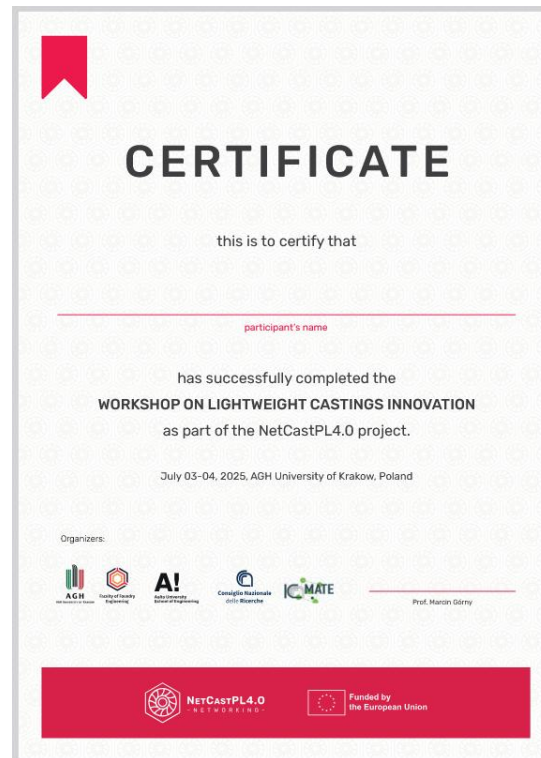 CERTIFICATE
this is to certify that
participant's name
has successfully completed the
WORKSHOP ON LIGHTWEIGHT CASTINGS INNOVATION
as part of the NetCastPL4.0 project.
July 03-04, 2025, AGH University of Krakow, Poland
Organizers:
AGH
Faculty of Foundry
Engineering
A!
Aalto University
School of Engineering
Consiglio Nazionale
delle Ricerche
MATE
Prof. Marcin Górny
NETCASTPL4.0
- NETWORKING -
Funded by
the European Union